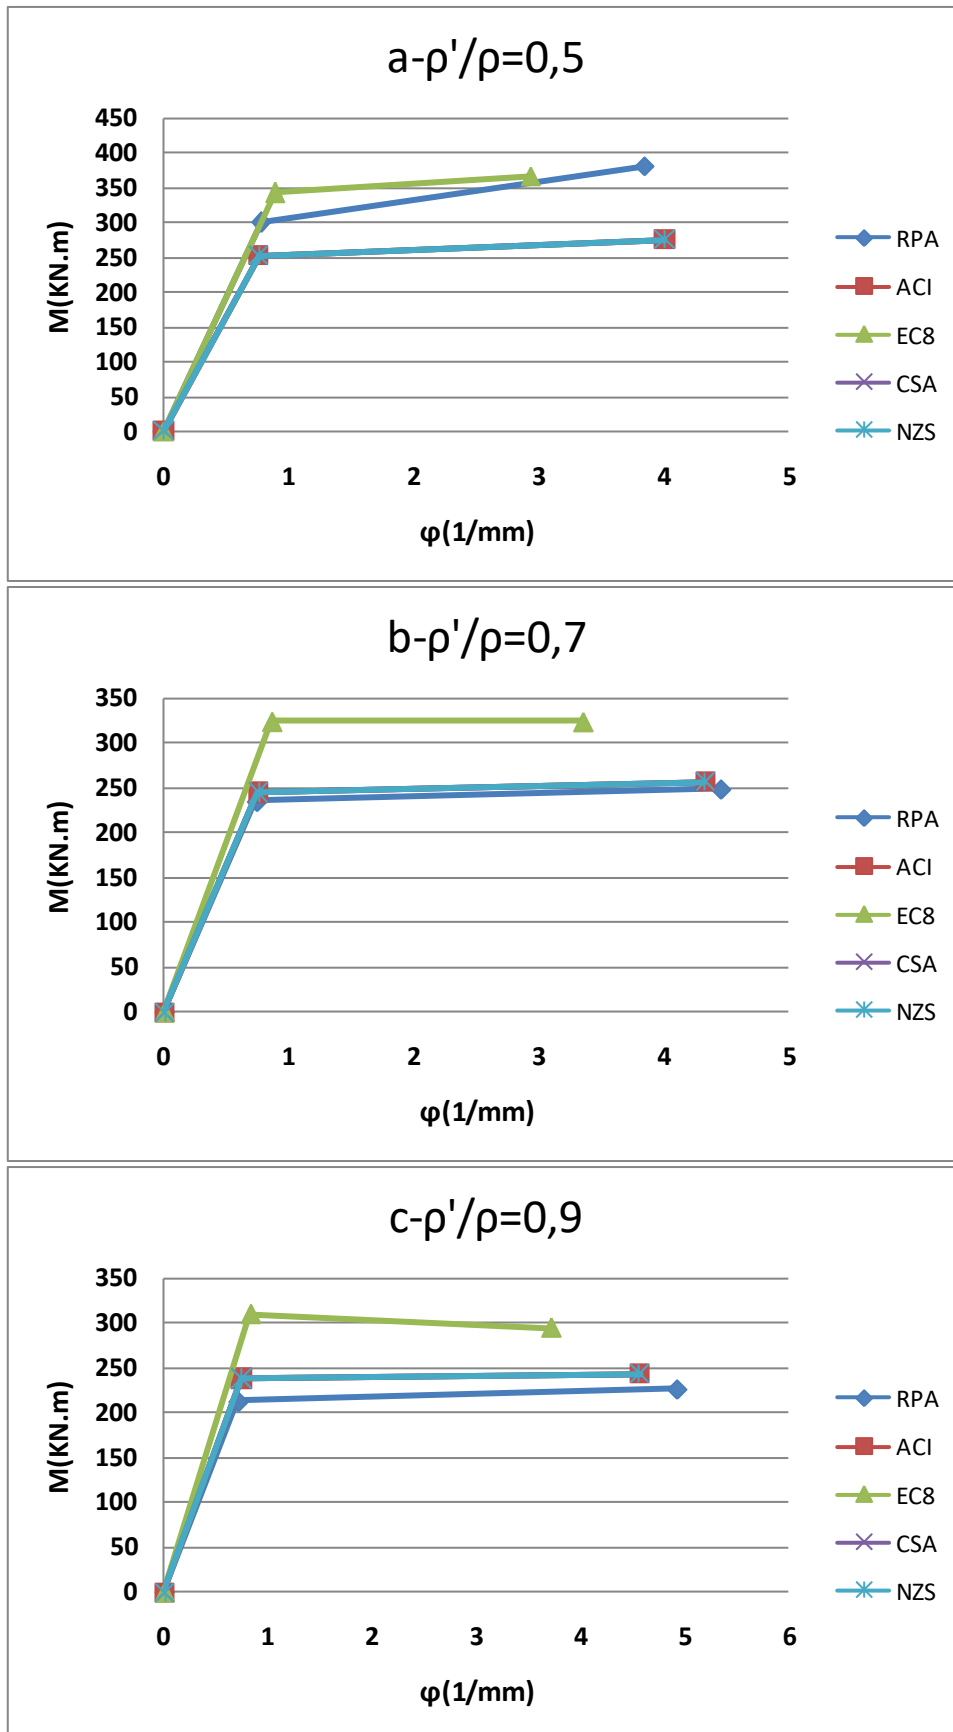 a-ρ'/ρ=0,5
450
400
350
300
250
200
150
100
50
0
M(KN.m)
0 1 2 3 4 5
φ(1/mm)
RPA
ACI
EC8
CSA
NZS
b-ρ'/ρ=0,7
350
300
250
200
150
100
50
0
M(KN.m)
0 1 2 3 4 5
φ(1/mm)
RPA
ACI
EC8
CSA
NZS
c-ρ'/ρ=0,9
350
300
250
200
150
100
50
0
M(KN.m)
0 1 2 3 4 5 6
φ(1/mm)
RPA
ACI
EC8
CSA
NZS